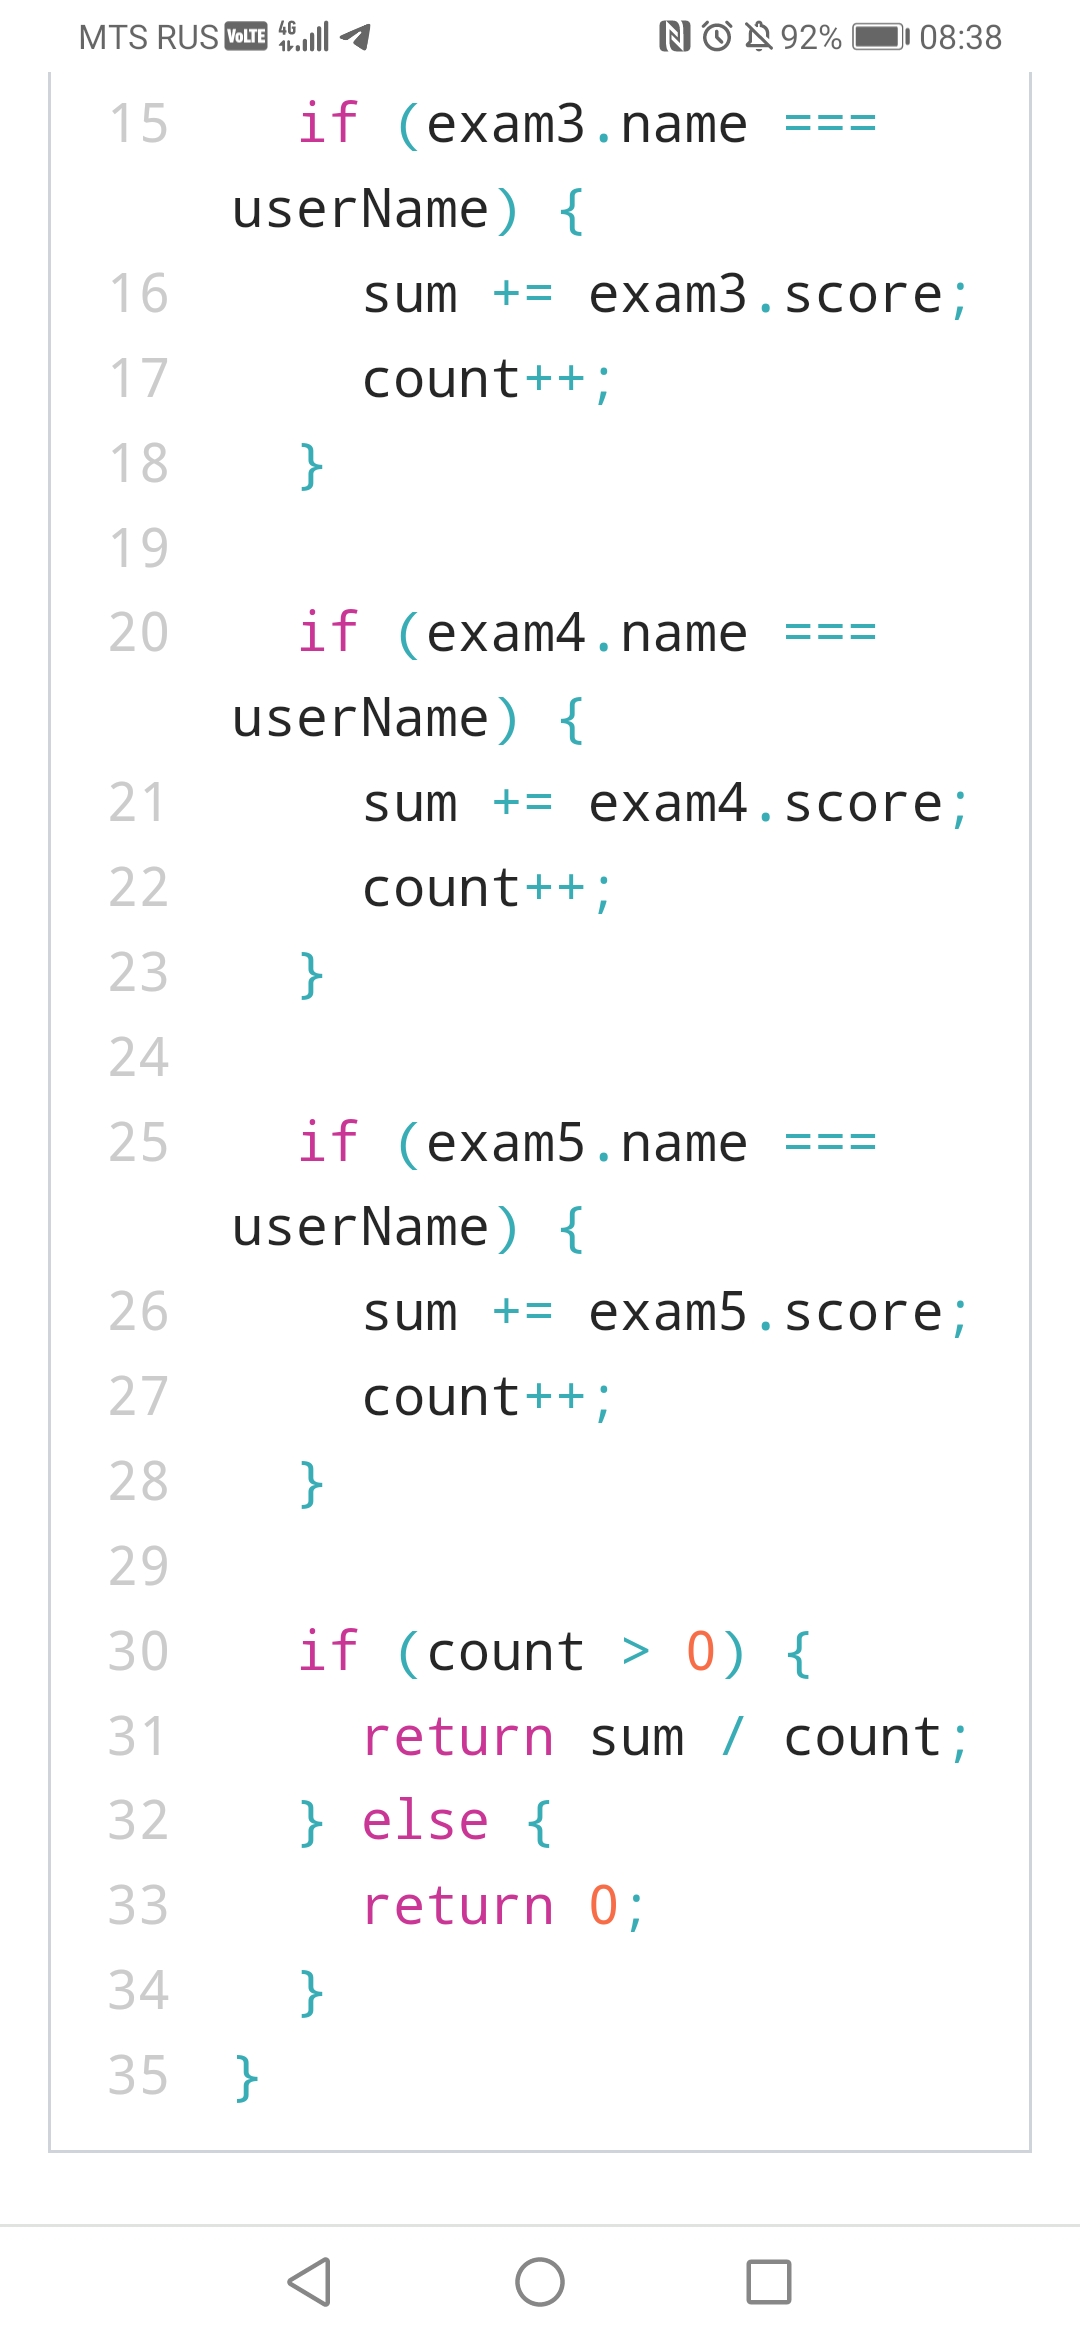 MTS RUS VoLTE 4G 92% 08:38
15 if (exam3.name ===
userName) {
16 sum += exam3.score;
17 count++;
18 }
19
20 if (exam4.name ===
userName) {
21 sum += exam4.score;
22 count++;
23 }
24
25 if (exam5.name ===
userName) {
26 sum += exam5.score;
27 count++;
28 }
29
30 if (count > 0) {
31 return sum / count;
32 } else {
33 return 0;
34 }
35 }